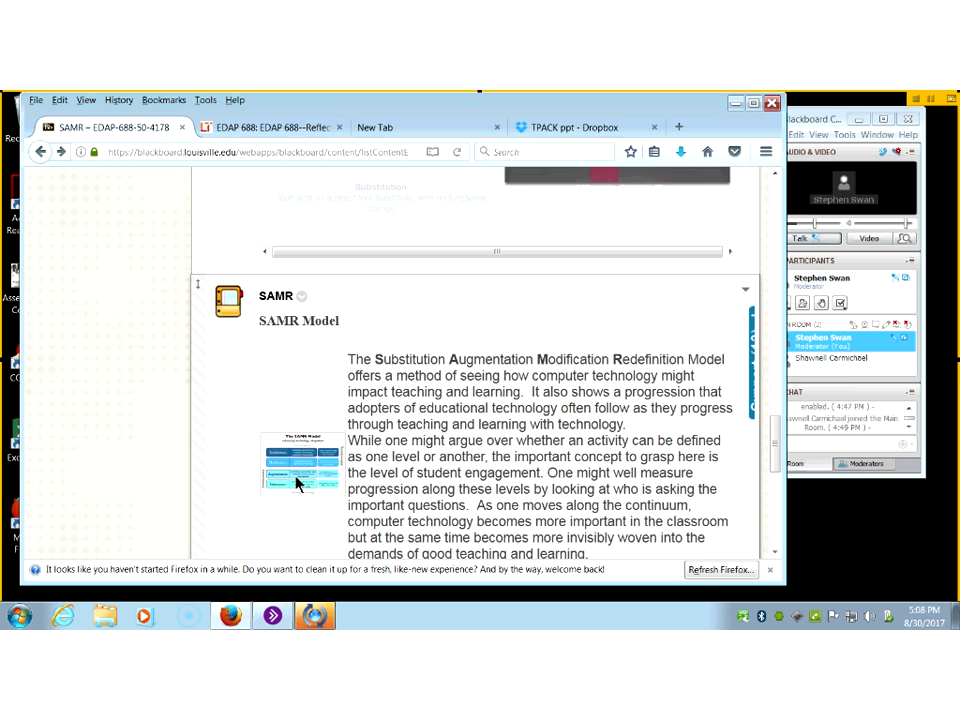 File Edit View History Bookmarks Tools Help
SAMR – EDAP-688-50-4178 × EDAP 688: EDAP 688--Reflec × New Tab × TPACK ppt - Dropbox × +
https://blackboard.louisville.edu/webapps/blackboard/content/listContentE Search
Substitution
SAMR
SAMR Model
The Substitution Augmentation Modification Redefinition Model
offers a method of seeing how computer technology might
impact teaching and learning. It also shows a progression that
adopters of educational technology often follow as they progress
through teaching and learning with technology.
While one might argue over whether an activity can be defined
as one level or another, the important concept to grasp here is
the level of student engagement. One might well measure
progression along these levels by looking at who is asking the
important questions. As one moves along the continuum,
computer technology becomes more important in the classroom
but at the same time becomes more invisibly woven into the
demands of good teaching and learning.
The SAMR Model
It looks like you haven't started Firefox in a while. Do you want to clean it up for a fresh, like-new experience? And by the way, welcome back! Refresh Firefox... ×
lackboard C...
Edit View Tools Window Help
UDIO & VIDEO
Stephen Swan
Talk Video
PARTICIPANTS
Stephen Swan
Moderator
N ROOM (2)
Stephen Swan
Moderator (You)
Shawnell Carmichael
HAT
enabled. ( 4:47 PM ) -
awnell Carmichael joined the Main
Room. ( 4:49 PM ) -
Room Moderators
5:08 PM
8/30/2017